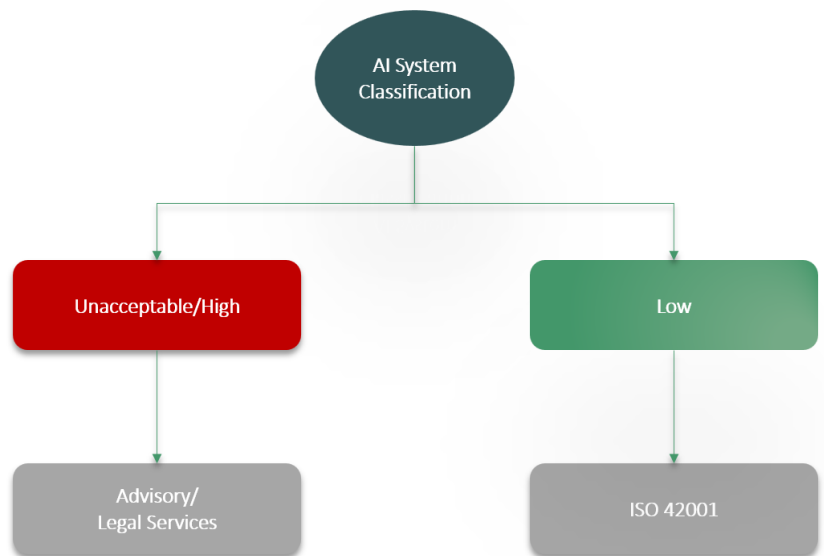 AI System
Classification
Unacceptable/High
Low
Advisory/
Legal Services
ISO 42001